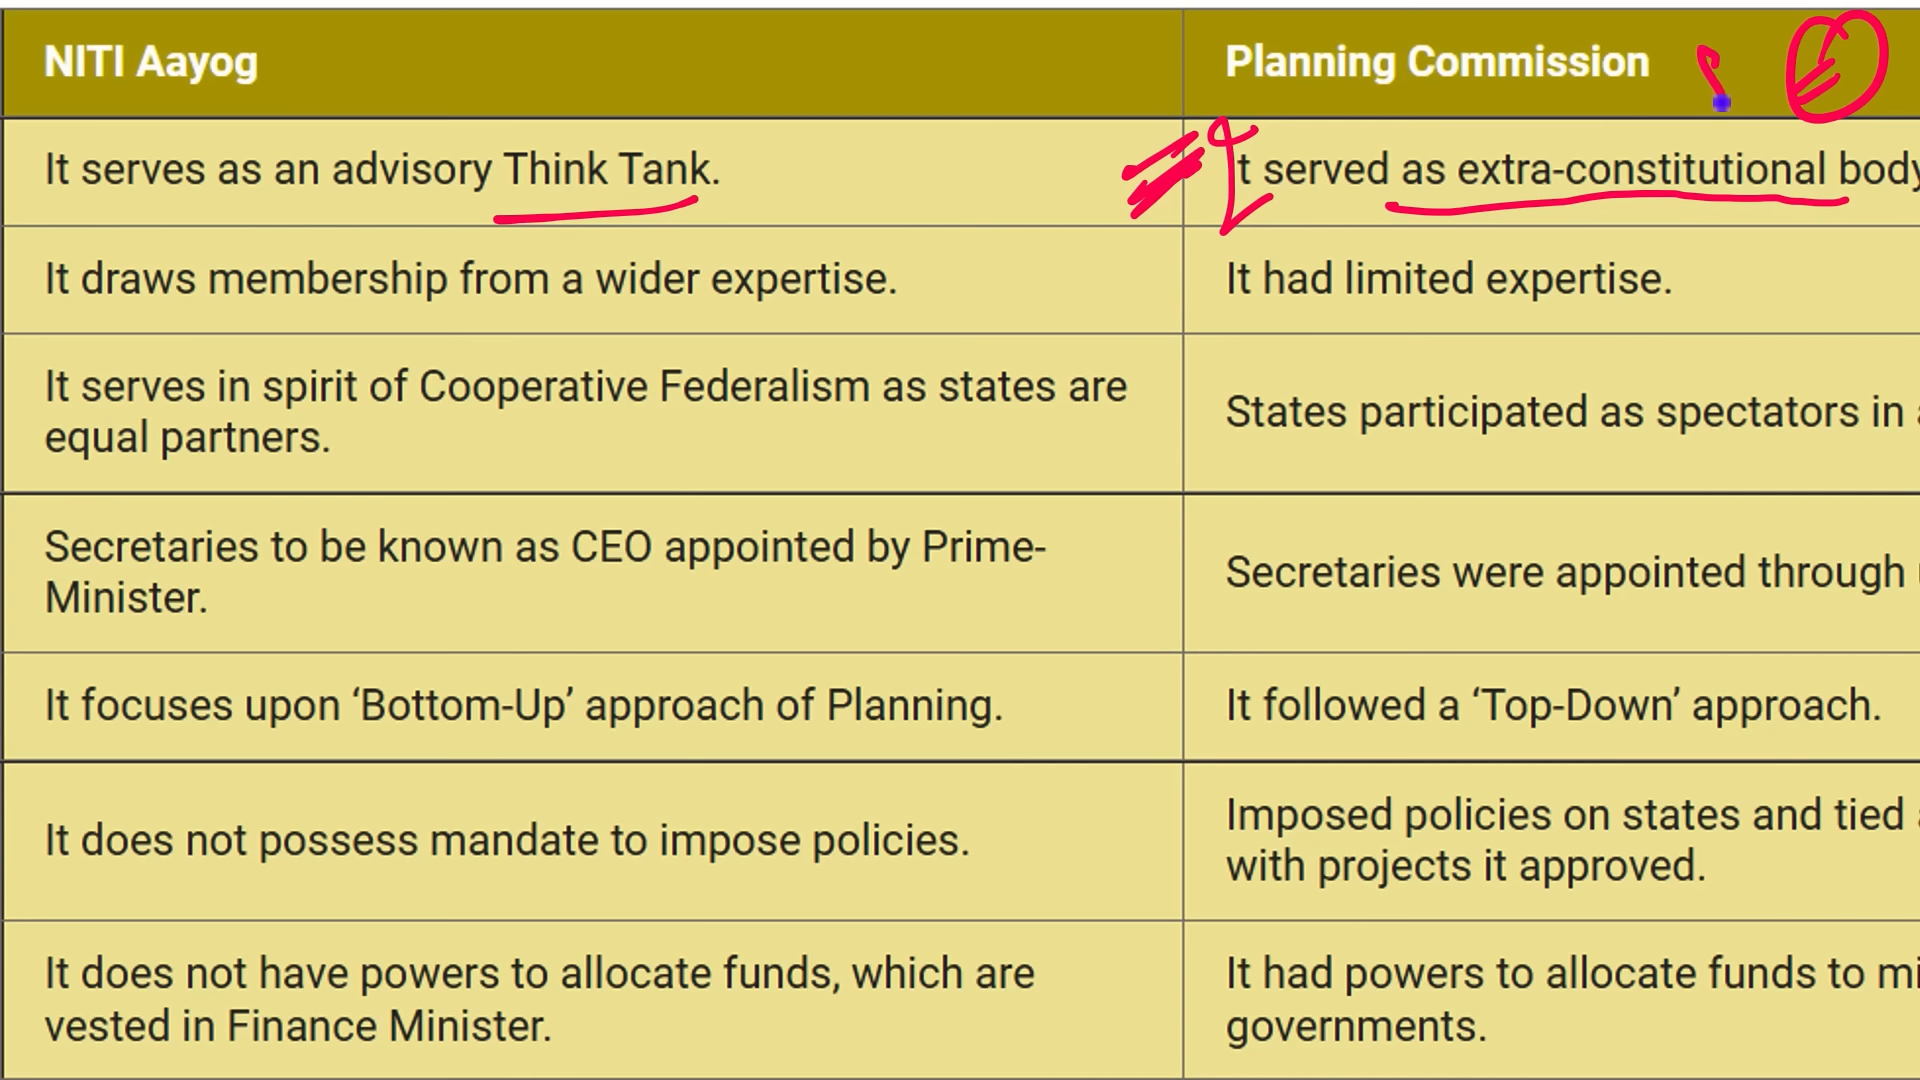 NITI Aayog
Planning Commission
It serves as an advisory Think Tank.
It served as extra-constitutional body
It draws membership from a wider expertise.
It had limited expertise.
It serves in spirit of Cooperative Federalism as states are
equal partners.
States participated as spectators in
Secretaries to be known as CEO appointed by Prime-
Minister.
Secretaries were appointed through
It focuses upon ‘Bottom-Up’ approach of Planning.
It followed a ‘Top-Down’ approach.
It does not possess mandate to impose policies.
Imposed policies on states and tied
with projects it approved.
It does not have powers to allocate funds, which are
vested in Finance Minister.
It had powers to allocate funds to
governments.